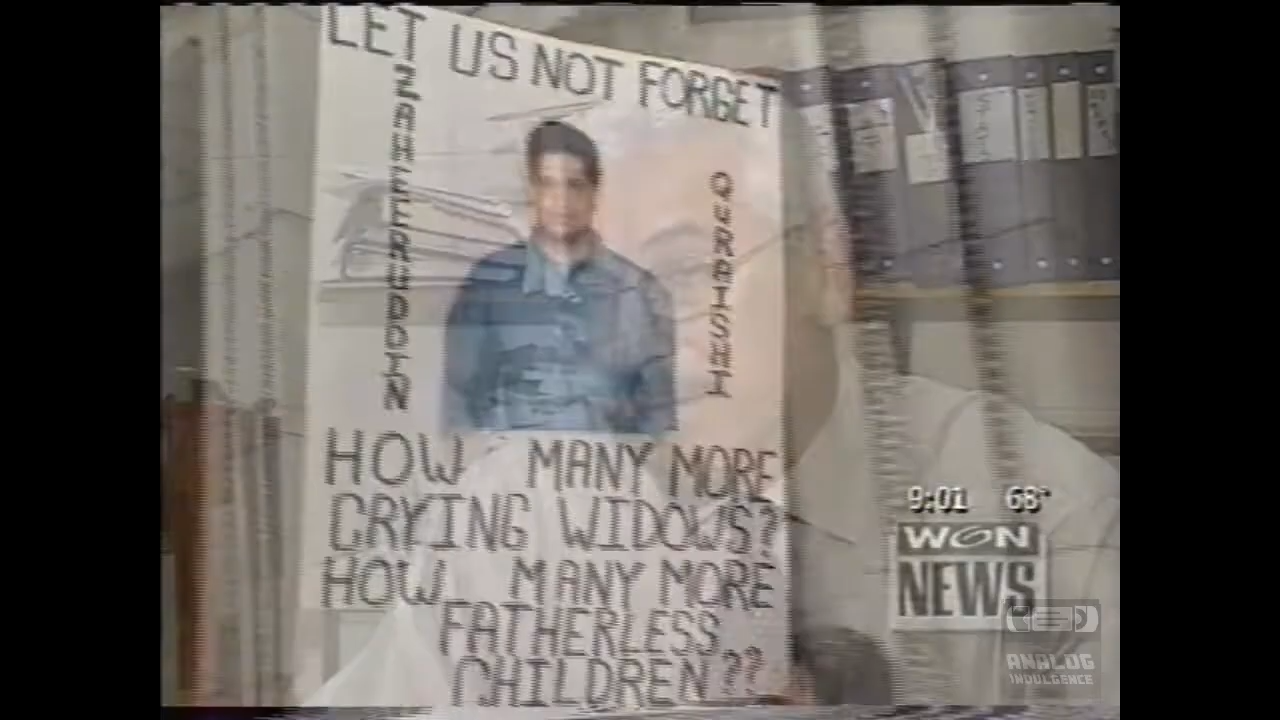 LET US NOT FORGET
ZAHEERUDDIN
QURAISHI
HOW MANY MORE
CRYING WIDOWS?
HOW MANY MORE
FATHERLESS
CHILDREN??
9:01 68°
WGN
NEWS
ANALOG
INDULGENCE